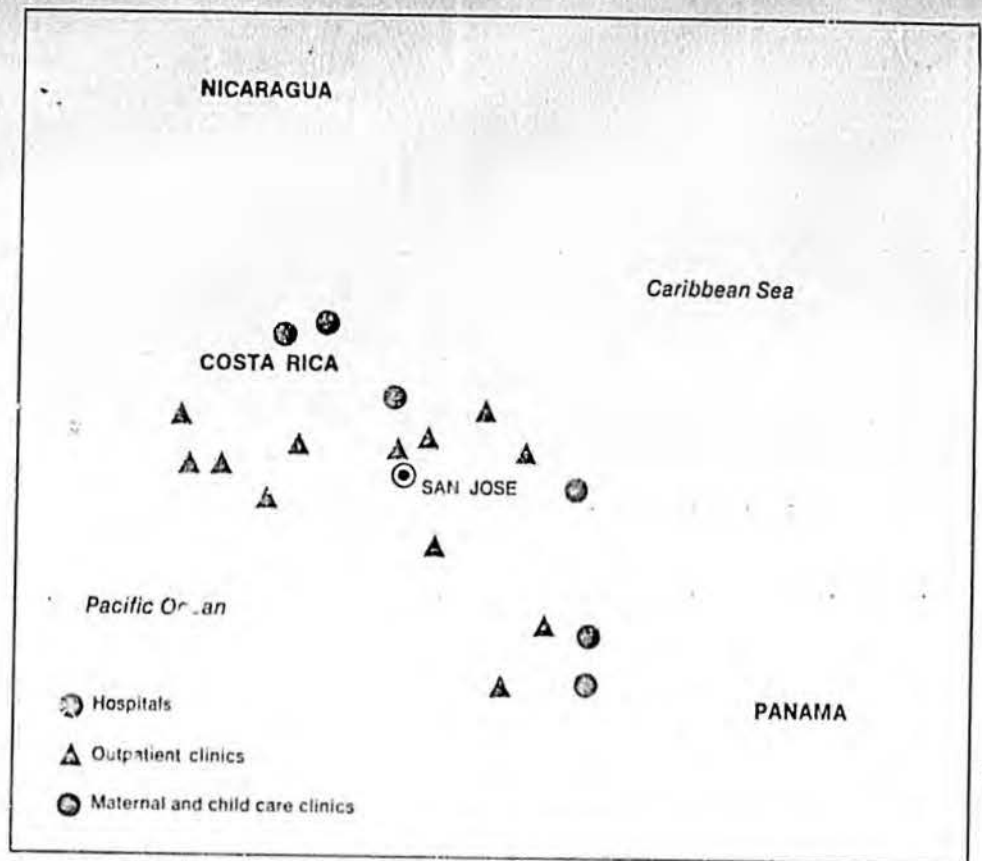 NICARAGUA
Caribbean Sea
COSTA RICA
SAN JOSE
Pacific
Hospitals
PANAMA
Outpatient clinics
Maternal and child care clinics